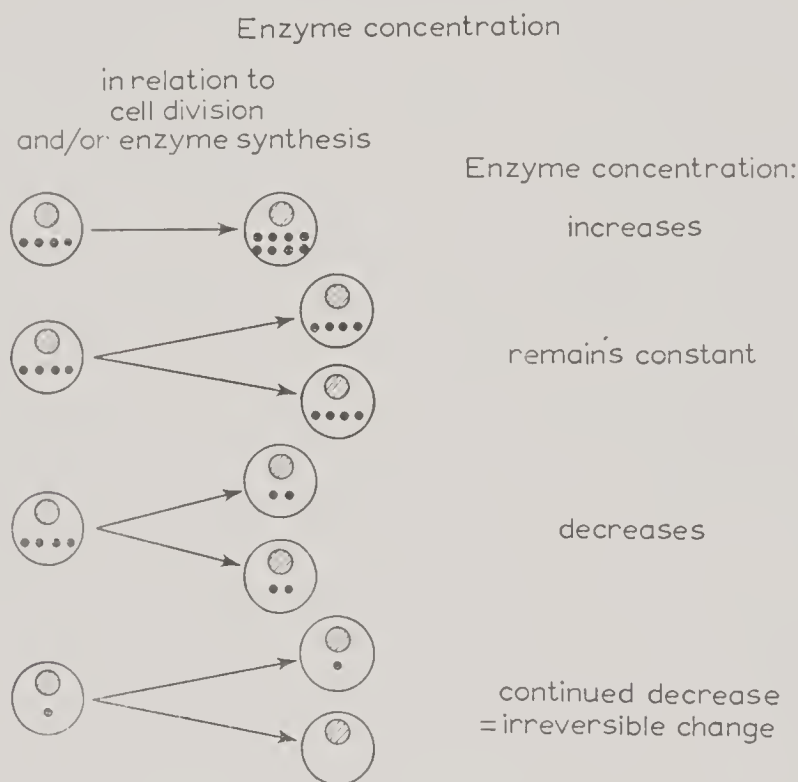 Enzyme concentration
in relation to
cell division
and/or enzyme synthesis
Enzyme concentration:
increases
remain's constant
decreases
continued decrease
=irreversible change